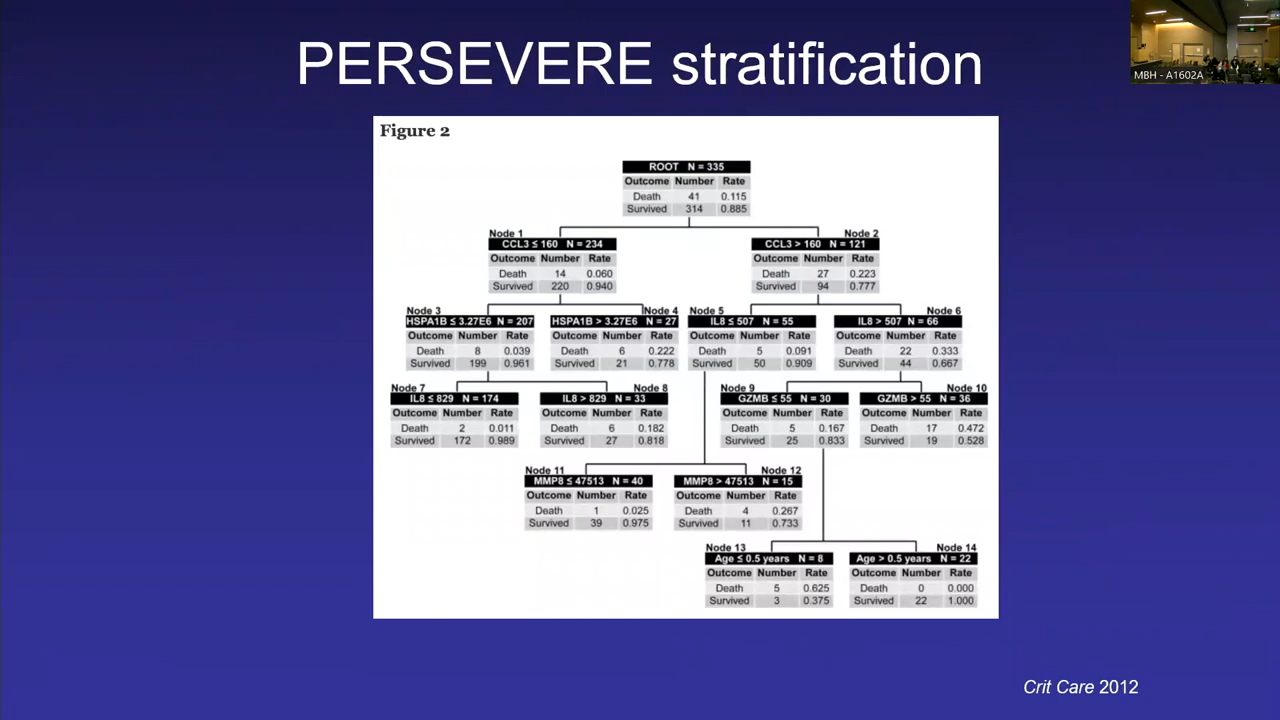 PERSEVERE stratification
MBH - A1602A
Figure 2
ROOT N = 335
Outcome Number Rate
Death 41 0.115
Survived 314 0.885
Node 1
CCL3 ≤ 160 N = 234
Outcome Number Rate
Death 14 0.060
Survived 220 0.940
Node 2
CCL3 > 160 N = 121
Outcome Number Rate
Death 27 0.223
Survived 94 0.777
Node 3
HSPA1B ≤ 3.27E6 N = 207
Outcome Number Rate
Death 8 0.039
Survived 199 0.961
Node 4
HSPA1B > 3.27E6 N = 27
Outcome Number Rate
Death 6 0.222
Survived 21 0.778
Node 5
IL8 ≤ 507 N = 55
Outcome Number Rate
Death 5 0.091
Survived 50 0.909
Node 6
IL8 > 507 N = 66
Outcome Number Rate
Death 22 0.333
Survived 44 0.667
Node 7
IL8 ≤ 829 N = 174
Outcome Number Rate
Death 2 0.011
Survived 172 0.989
Node 8
IL8 > 829 N = 33
Outcome Number Rate
Death 6 0.182
Survived 27 0.818
Node 9
GZMB ≤ 55 N = 30
Outcome Number Rate
Death 5 0.167
Survived 25 0.833
Node 10
GZMB > 55 N = 36
Outcome Number Rate
Death 17 0.472
Survived 19 0.528
Node 11
MMP8 ≤ 47513 N = 40
Outcome Number Rate
Death 1 0.025
Survived 39 0.975
Node 12
MMP8 > 47513 N = 15
Outcome Number Rate
Death 4 0.267
Survived 11 0.733
Node 13
Age ≤ 0.5 years N = 8
Outcome Number Rate
Death 5 0.625
Survived 3 0.375
Node 14
Age > 0.5 years N = 22
Outcome Number Rate
Death 0 0.000
Survived 22 1.000
Crit Care 2012